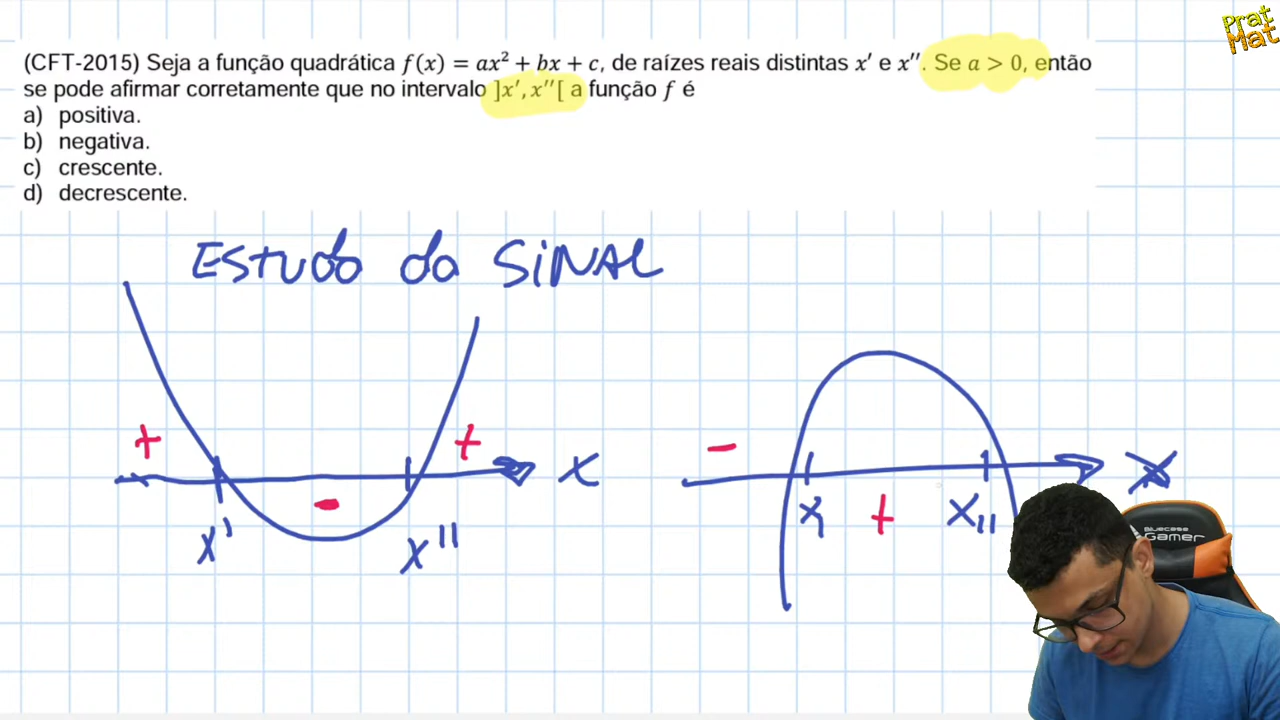 Prat
Mat
(CFT-2015) Seja a função quadrática f(x) = ax² + bx + c, de raízes reais distintas x′ e x″. Se a > 0, então
se pode afirmar corretamente que no intervalo ]x′, x″[ a função f é
a) positiva.
b) negativa.
c) crescente.
d) decrescente.
ESTUDO DO SINAL
+ + x
-
x' x''
- x
x' + x''
BLUECASE
Gamer